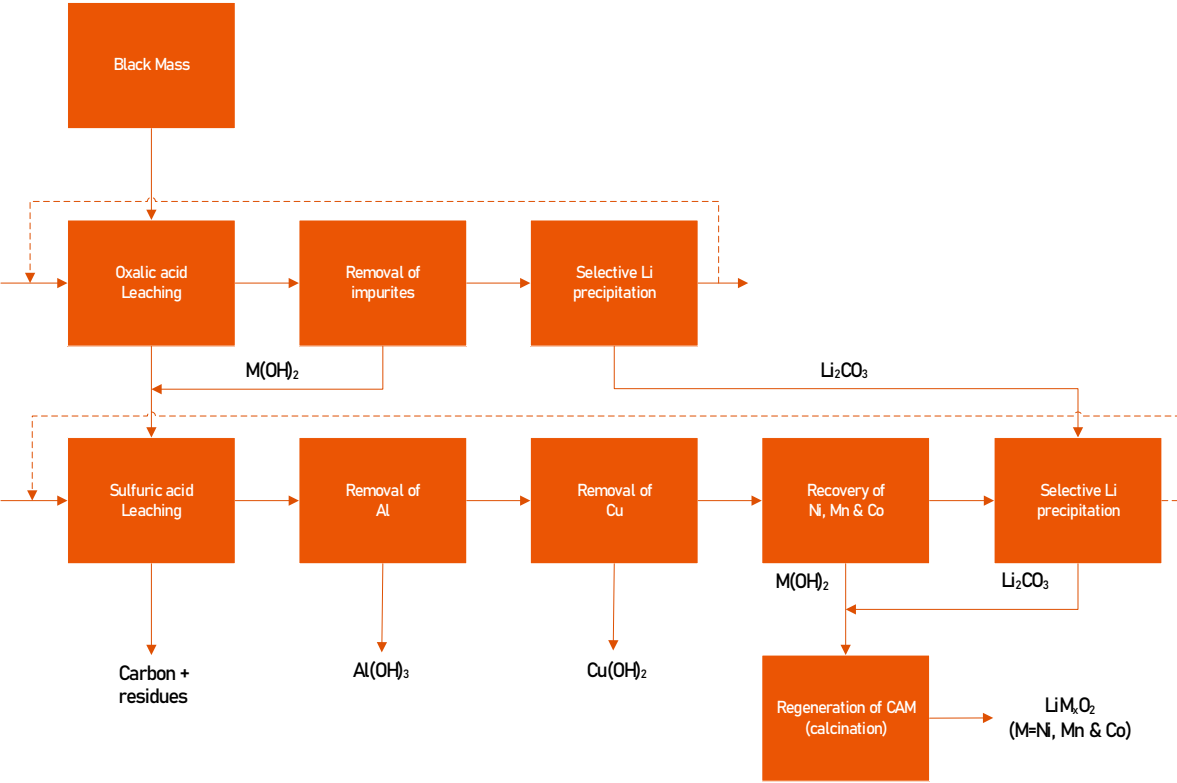 Black Mass
Oxalic acid
Leaching
Removal of
impurites
Selective Li
precipitation
M(OH)₂
Li₂CO₃
Sulfuric acid
Leaching
Removal of
Al
Removal of
Cu
Recovery of
Ni, Mn & Co
Selective Li
precipitation
M(OH)₂
Li₂CO₃
Carbon +
residues
Al(OH)₃
Cu(OH)₂
Regeneration of CAM
(calcination)
LiMₓO₂
(M=Ni, Mn & Co)